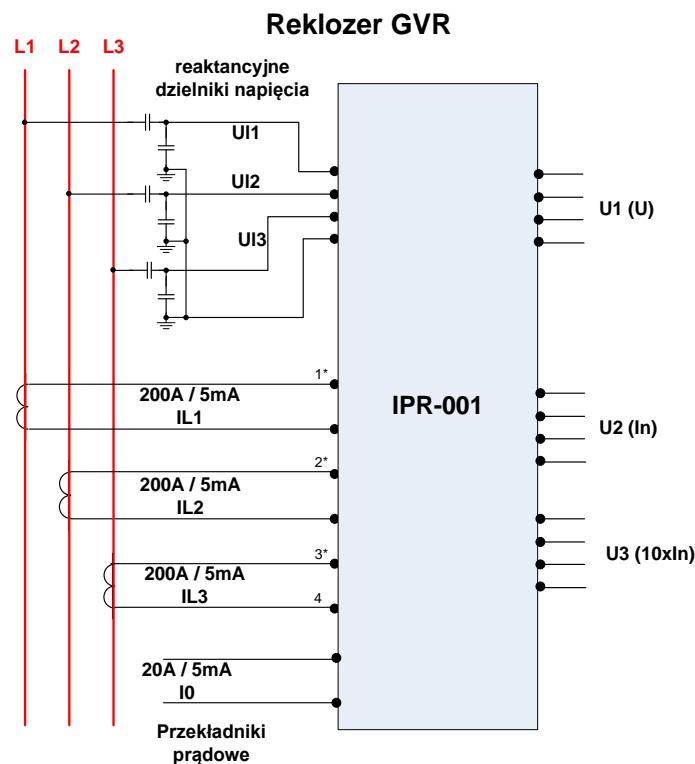 Reklozer GVR
L1 L2 L3
reaktancyjne
dzielniki napięcia
UI1
UI2
UI3
U1 (U)
1*
200A / 5mA
IL1
IPR-001
U2 (In)
2*
200A / 5mA
IL2
3*
200A / 5mA
IL3
4
U3 (10xIn)
20A / 5mA
I0
Przekładniki
prądowe